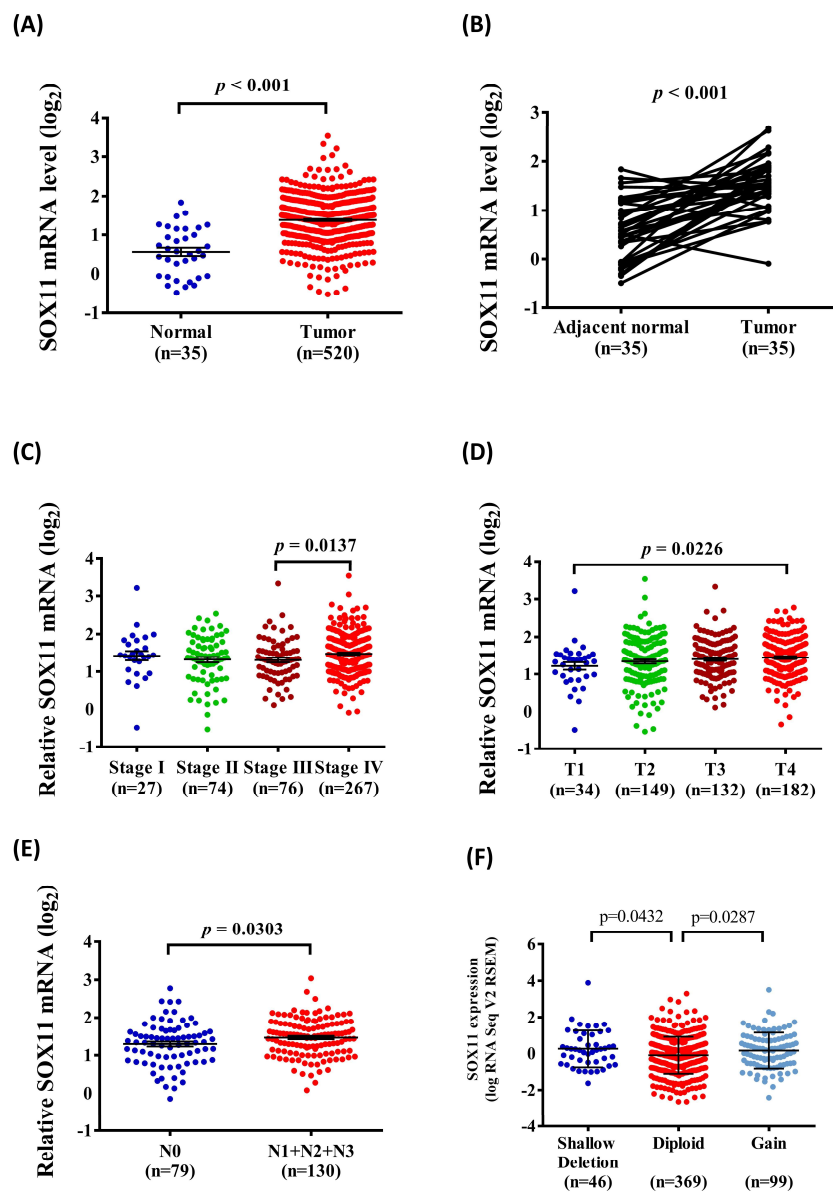 (A)
p < 0.001
SOX11 mRNA level (log2)
4
3
2
1
0
-1
Normal
(n=35)
Tumor
(n=520)
(B)
p < 0.001
SOX11 mRNA level (log2)
3
2
1
0
-1
Adjacent normal
(n=35)
Tumor
(n=35)
(C)
p = 0.0137
Relative SOX11 mRNA (log2)
4
3
2
1
0
-1
Stage I
(n=27)
Stage II
(n=74)
Stage III
(n=76)
Stage IV
(n=267)
(D)
p = 0.0226
Relative SOX11 mRNA (log2)
4
3
2
1
0
-1
T1
(n=34)
T2
(n=149)
T3
(n=132)
T4
(n=182)
(E)
p = 0.0303
Relative SOX11 mRNA (log2)
4
3
2
1
0
-1
N0
(n=79)
N1+N2+N3
(n=130)
(F)
p=0.0432
p=0.0287
SOX11 expression
(log RNA Seq V2 RSEM)
6
4
2
0
-2
-4
Shallow
Deletion
(n=46)
Diploid
(n=369)
Gain
(n=99)